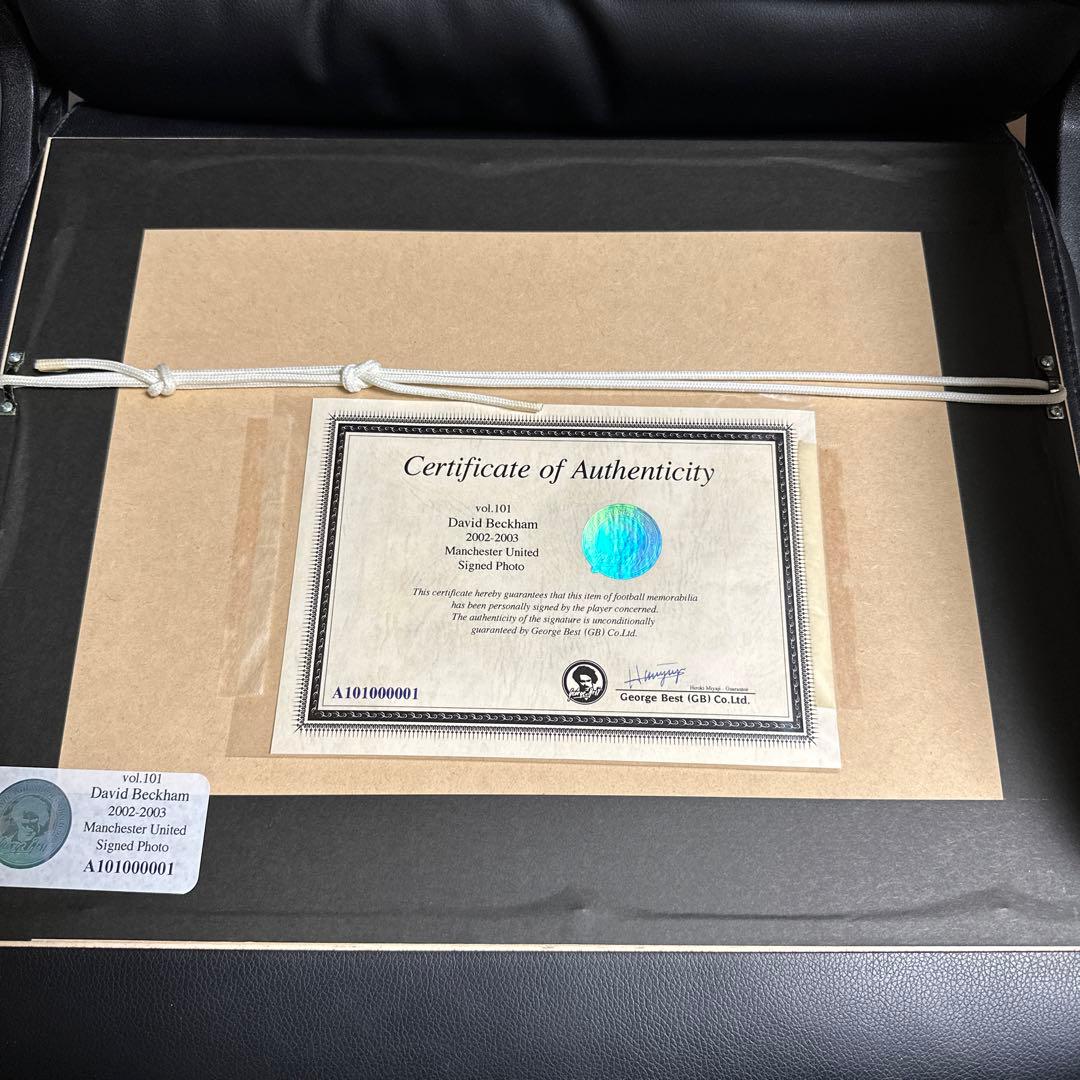 Certificate of Authenticity
vol.101
David Beckham
2002-2003
Manchester United
Signed Photo
This certificate hereby guarantees that this item of football memorabilia
has been personally signed by the player concerned.
The authenticity of the signature is unconditionally
guaranteed by George Best (GB) Co.Ltd.
A101000001
Hiroki Miyaji - Guarantor
George Best (GB) Co.Ltd.
vol.101
David Beckham
2002-2003
Manchester United
Signed Photo
A101000001